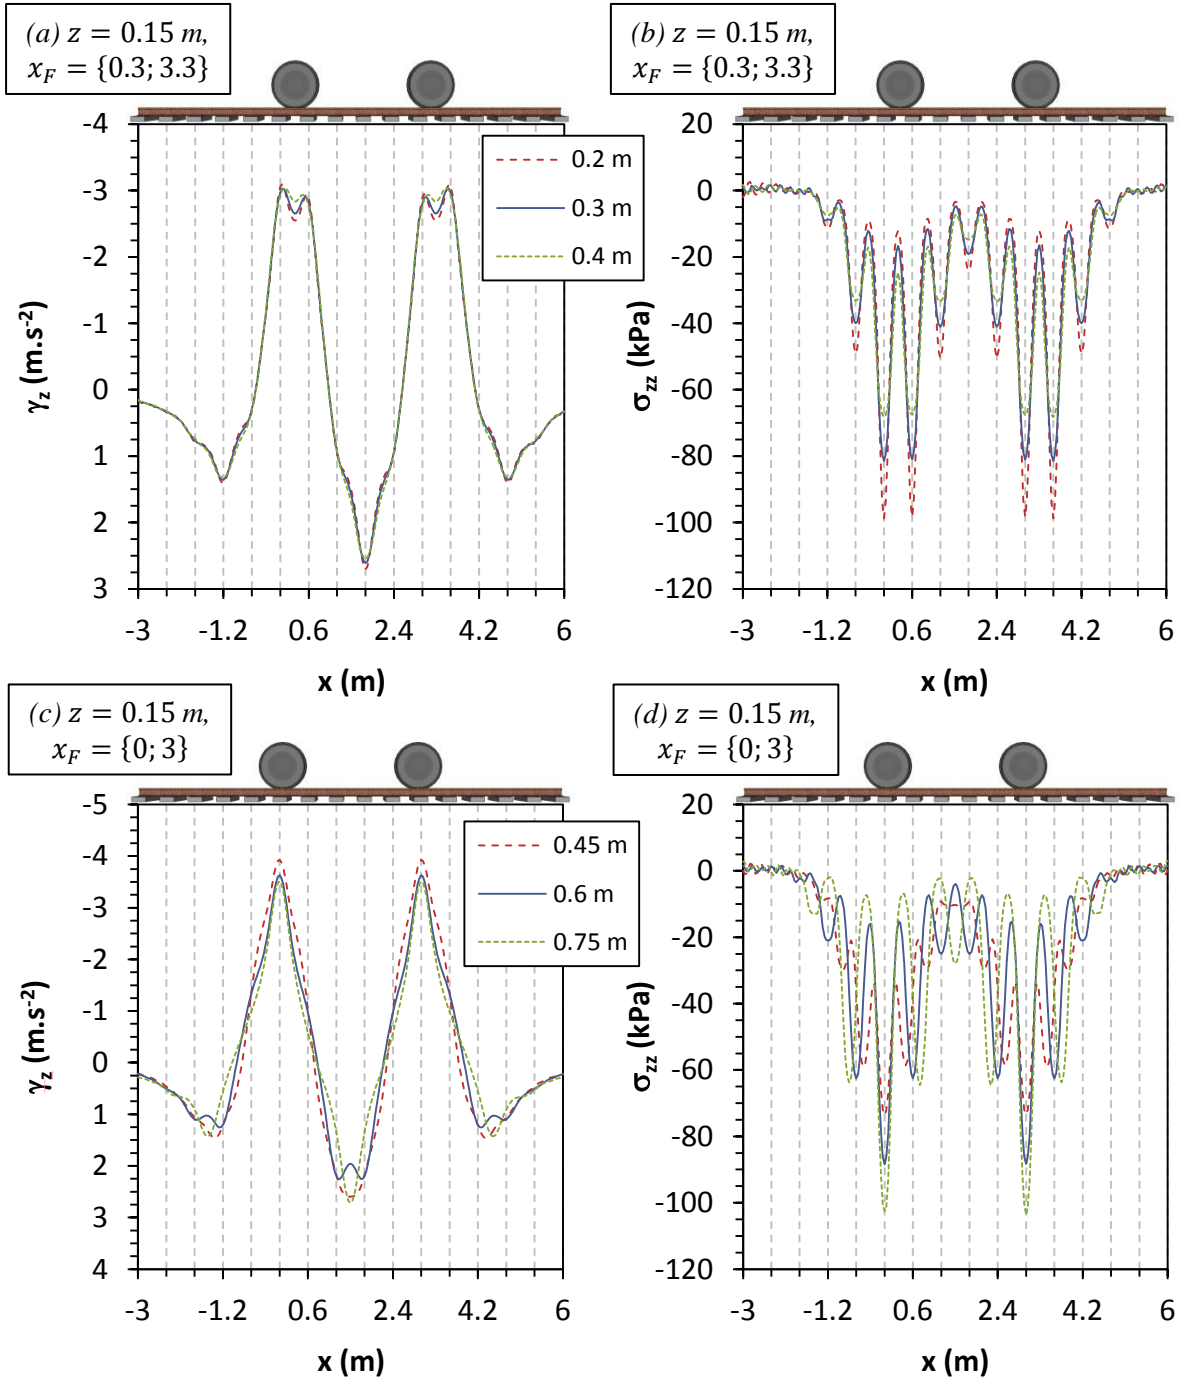 (a) z = 0.15 m,
x_F = {0.3; 3.3}
(b) z = 0.15 m,
x_F = {0.3; 3.3}
-4
-3
-2
-1
0
1
2
3
γz (m.s-2)
-3
-1.2
0.6
2.4
4.2
6
x (m)
0.2 m
0.3 m
0.4 m
20
0
-20
-40
-60
-80
-100
-120
σzz (kPa)
-3
-1.2
0.6
2.4
4.2
6
x (m)
(c) z = 0.15 m,
x_F = {0; 3}
(d) z = 0.15 m,
x_F = {0; 3}
-5
-4
-3
-2
-1
0
1
2
3
4
γz (m.s-2)
-3
-1.2
0.6
2.4
4.2
6
x (m)
0.45 m
0.6 m
0.75 m
20
0
-20
-40
-60
-80
-100
-120
σzz (kPa)
-3
-1.2
0.6
2.4
4.2
6
x (m)